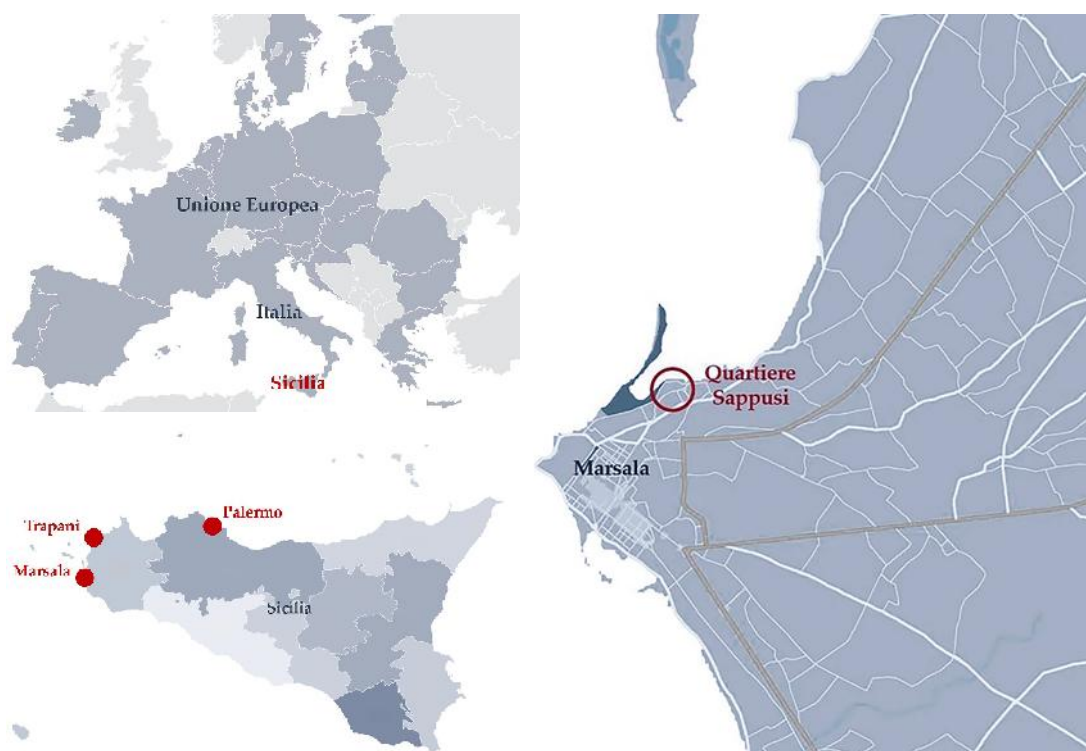 Unione Europea
Italia
Sicilia
Trapani
Palermo
Marsala
Sicilia
Quartiere
Sappusi
Marsala